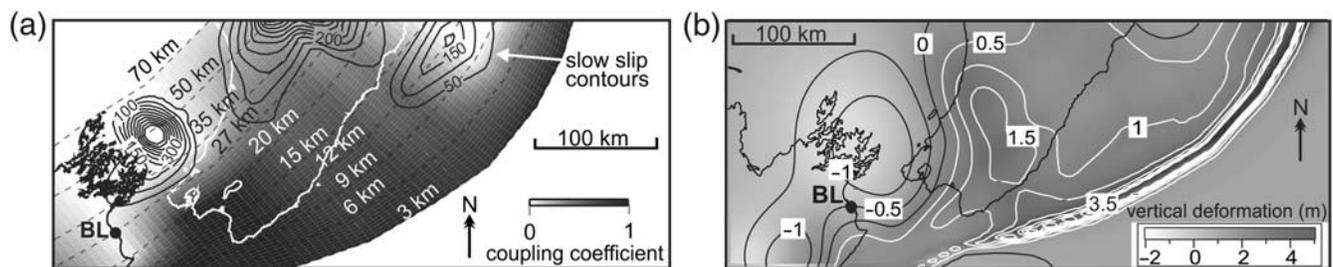 (a)
70 km
50 km
35 km
27 km
20 km
15 km
12 km
9 km
6 km
3 km
100
300
200
150
50
slow slip
contours
100 km
N
0
1
coupling coefficient
BL
(b)
100 km
0
0.5
1.5
1
N
−1
BL
−0.5
−1
3.5
vertical deformation (m)
−2
0
2
4